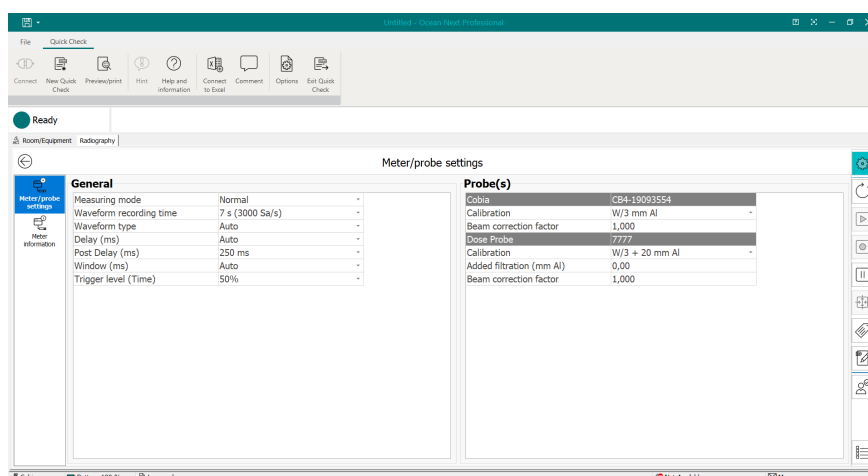 Untitled - Ocean Next Professional
File Quick Check
Connect New Quick Check Preview/print Hint Help and information Connect to Excel Comment Options Exit Quick Check
Ready
Room/Equipment Radiography
Meter/probe settings
Meter/probe settings
Meter information
General
Measuring mode Normal
Waveform recording time 7 s (3000 Sa/s)
Waveform type Auto
Delay (ms) Auto
Post Delay (ms) 250 ms
Window (ms) Auto
Trigger level (Time) 50%
Probe(s)
Cobia CB4-19093554
Calibration W/3 mm Al
Beam correction factor 1,000
Dose Probe 7777
Calibration W/3 + 20 mm Al
Added filtration (mm Al) 0,00
Beam correction factor 1,000